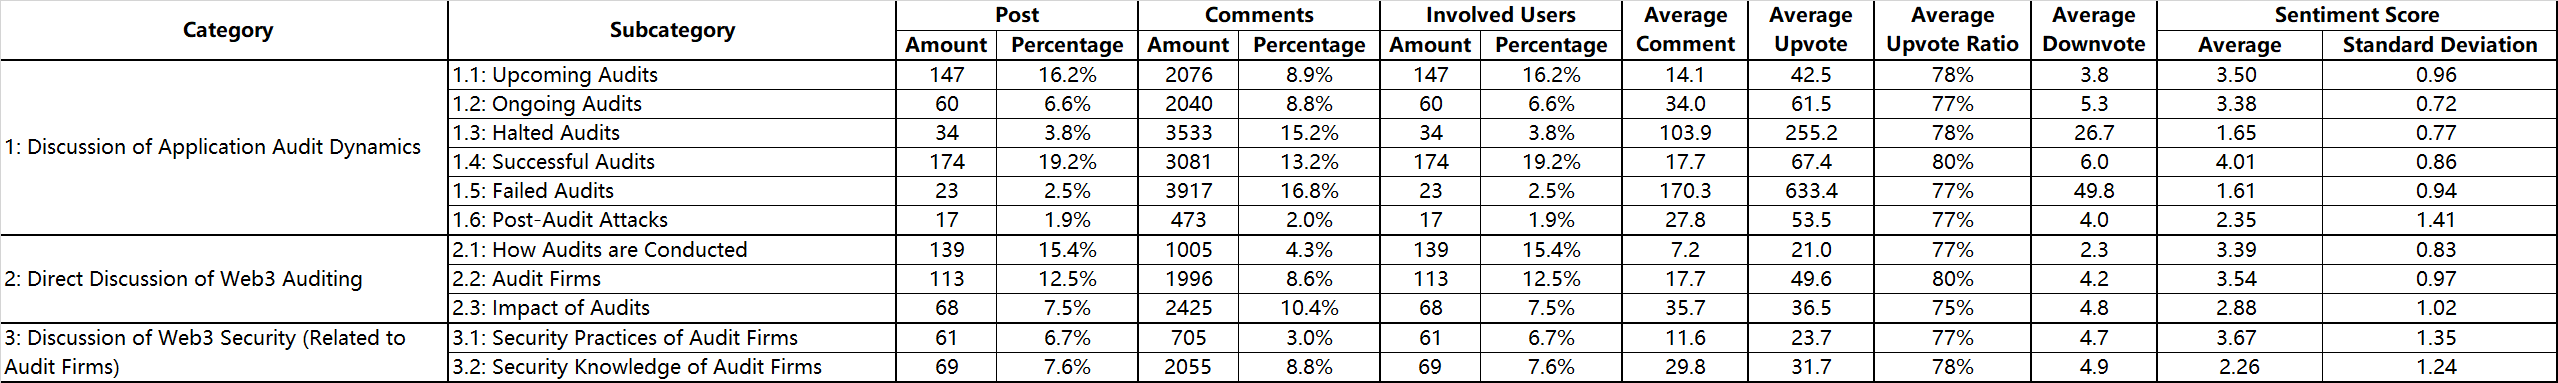 Category Subcategory Post Comments Involved Users Average Comment Average Upvote Average Upvote Ratio Average Downvote Sentiment Score
Amount Percentage Amount Percentage Amount Percentage Average Standard Deviation
1: Discussion of Application Audit Dynamics
1.1: Upcoming Audits 147 16.2% 2076 8.9% 147 16.2% 14.1 42.5 78% 3.8 3.50 0.96
1.2: Ongoing Audits 60 6.6% 2040 8.8% 60 6.6% 34.0 61.5 77% 5.3 3.38 0.72
1.3: Halted Audits 34 3.8% 3533 15.2% 34 3.8% 103.9 255.2 78% 26.7 1.65 0.77
1.4: Successful Audits 174 19.2% 3081 13.2% 174 19.2% 17.7 67.4 80% 6.0 4.01 0.86
1.5: Failed Audits 23 2.5% 3917 16.8% 23 2.5% 170.3 633.4 77% 49.8 1.61 0.94
1.6: Post-Audit Attacks 17 1.9% 473 2.0% 17 1.9% 27.8 53.5 77% 4.0 2.35 1.41
2: Direct Discussion of Web3 Auditing
2.1: How Audits are Conducted 139 15.4% 1005 4.3% 139 15.4% 7.2 21.0 77% 2.3 3.39 0.83
2.2: Audit Firms 113 12.5% 1996 8.6% 113 12.5% 17.7 49.6 80% 4.2 3.54 0.97
2.3: Impact of Audits 68 7.5% 2425 10.4% 68 7.5% 35.7 36.5 75% 4.8 2.88 1.02
3: Discussion of Web3 Security (Related to
Audit Firms)
3.1: Security Practices of Audit Firms 61 6.7% 705 3.0% 61 6.7% 11.6 23.7 77% 4.7 3.67 1.35
3.2: Security Knowledge of Audit Firms 69 7.6% 2055 8.8% 69 7.6% 29.8 31.7 78% 4.9 2.26 1.24